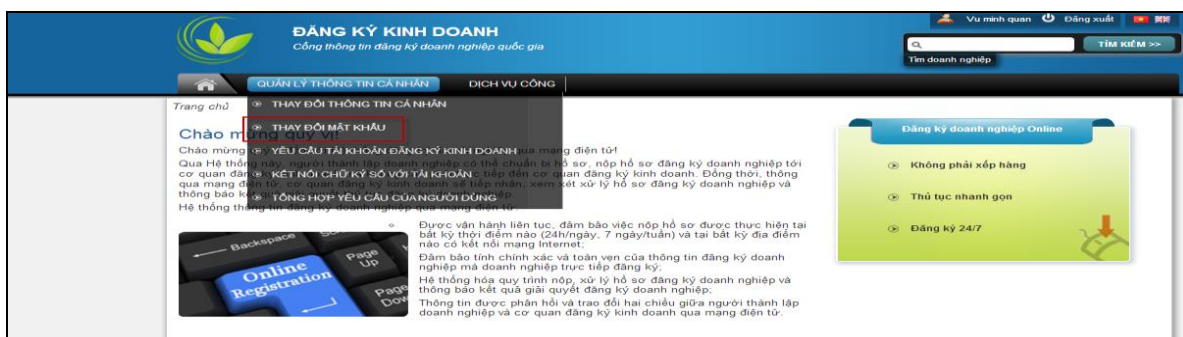 Vu minh quan Đăng xuất
ĐĂNG KÝ KINH DOANH
Cổng thông tin đăng ký doanh nghiệp quốc gia
TÌM KIẾM >>
Tìm doanh nghiệp
QUẢN LÝ THÔNG TIN CÁ NHÂN DỊCH VỤ CÔNG
Trang chủ
THAY ĐỔI THÔNG TIN CÁ NHÂN
THAY ĐỔI MẬT KHẨU
YÊU CẦU TÀI KHOẢN ĐĂNG KÝ KINH DOANH
KẾT NỐI CHỮ KÝ SỐ VỚI TÀI KHOẢN
TỔNG HỢP YÊU CẦU CỦA NGƯỜI DÙNG
Chào mừng quý vị!
Chào mừng qua mạng điện tử!
Qua Hệ thống này, người thành lập doanh nghiệp có thể chuẩn bị hồ sơ, nộp hồ sơ đăng ký doanh nghiệp tới
cơ quan đăng ký kinh doanh. Đồng thời, thông
qua mạng điện tử, cơ quan đăng ký kinh doanh sẽ tiếp nhận, xem xét xử lý hồ sơ đăng ký doanh nghiệp và
thông báo
Hệ thống thông tin đăng ký doanh nghiệp qua mạng điện tử:
Được vận hành liên tục, đảm bảo việc nộp hồ sơ được thực hiện tại
bất kỳ thời điểm nào (24h/ngày, 7 ngày/tuần) và tại bất kỳ địa điểm
nào có kết nối mạng Internet;
Đảm bảo tính chính xác và toàn vẹn của thông tin đăng ký doanh
nghiệp mà doanh nghiệp trực tiếp đăng ký;
Hệ thống hóa quy trình nộp, xử lý hồ sơ đăng ký doanh nghiệp và
thông báo kết quả giải quyết đăng ký doanh nghiệp;
Thông tin được phản hồi và trao đổi hai chiều giữa người thành lập
doanh nghiệp và cơ quan đăng ký kinh doanh qua mạng điện tử.
Backspace
Online
Registration
Page
Up
Page
Down
Đăng ký doanh nghiệp Online
Không phải xếp hàng
Thủ tục nhanh gọn
Đăng ký 24/7